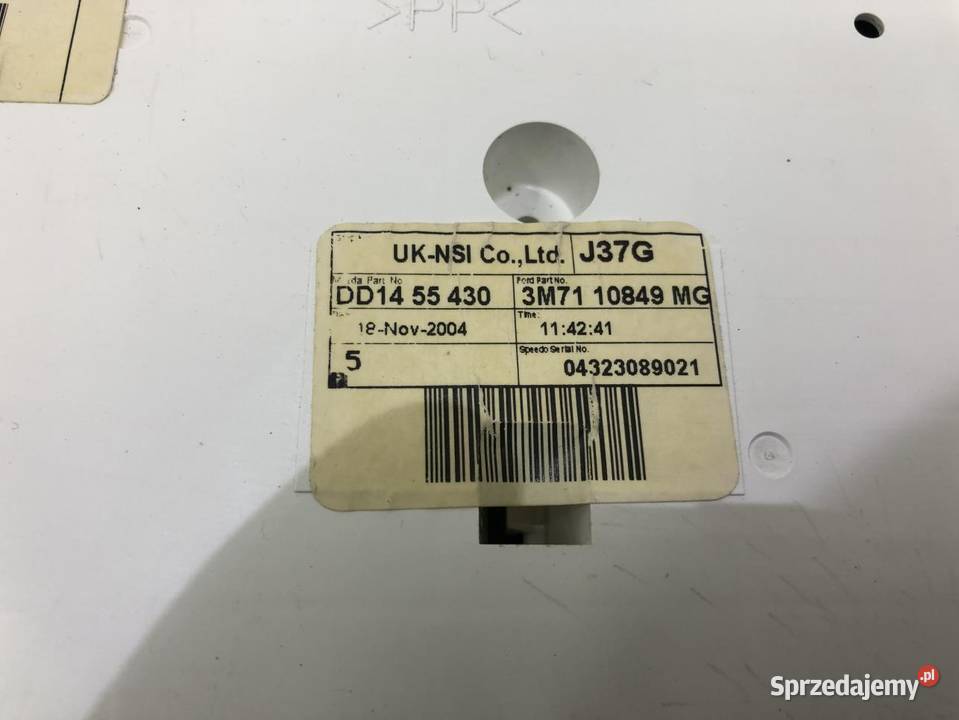 >PP<
UK-NSI Co.,Ltd. J37G
Part No Ford Part No.
DD14 55 430 3M71 10849 MG
Time:
8-Nov-2004 11:42:41
Speedo Serial No.
5 04323089021
Sprzedajemy.pl